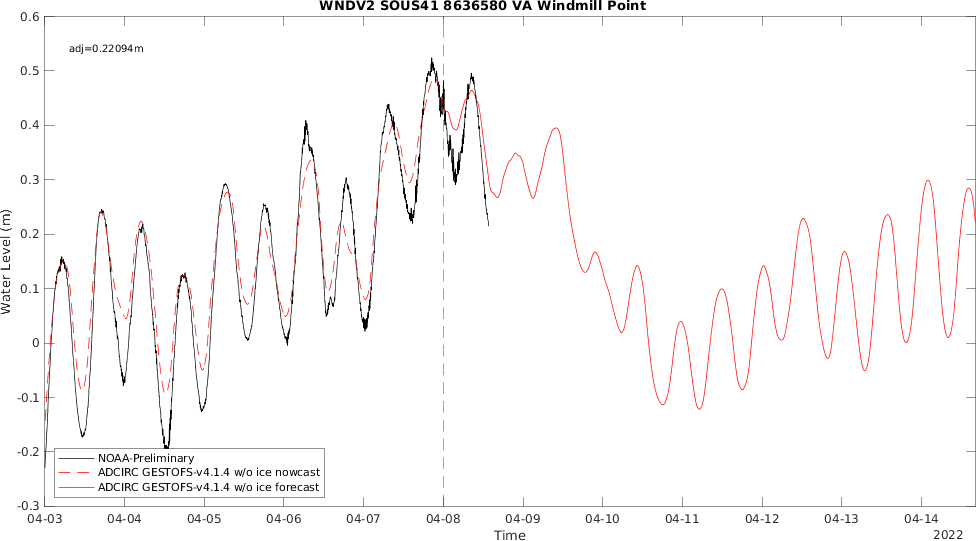 WNDV2 SOUS41 8636580 VA Windmill Point
adj=0.22094m
0.6
0.5
0.4
0.3
0.2
0.1
0
-0.1
-0.2
-0.3
Water Level (m)
NOAA-Preliminary
ADCIRC GESTOFS-v4.1.4 w/o ice nowcast
ADCIRC GESTOFS-v4.1.4 w/o ice forecast
04-03 04-04 04-05 04-06 04-07 04-08 04-09 04-10 04-11 04-12 04-13 04-14
Time
2022